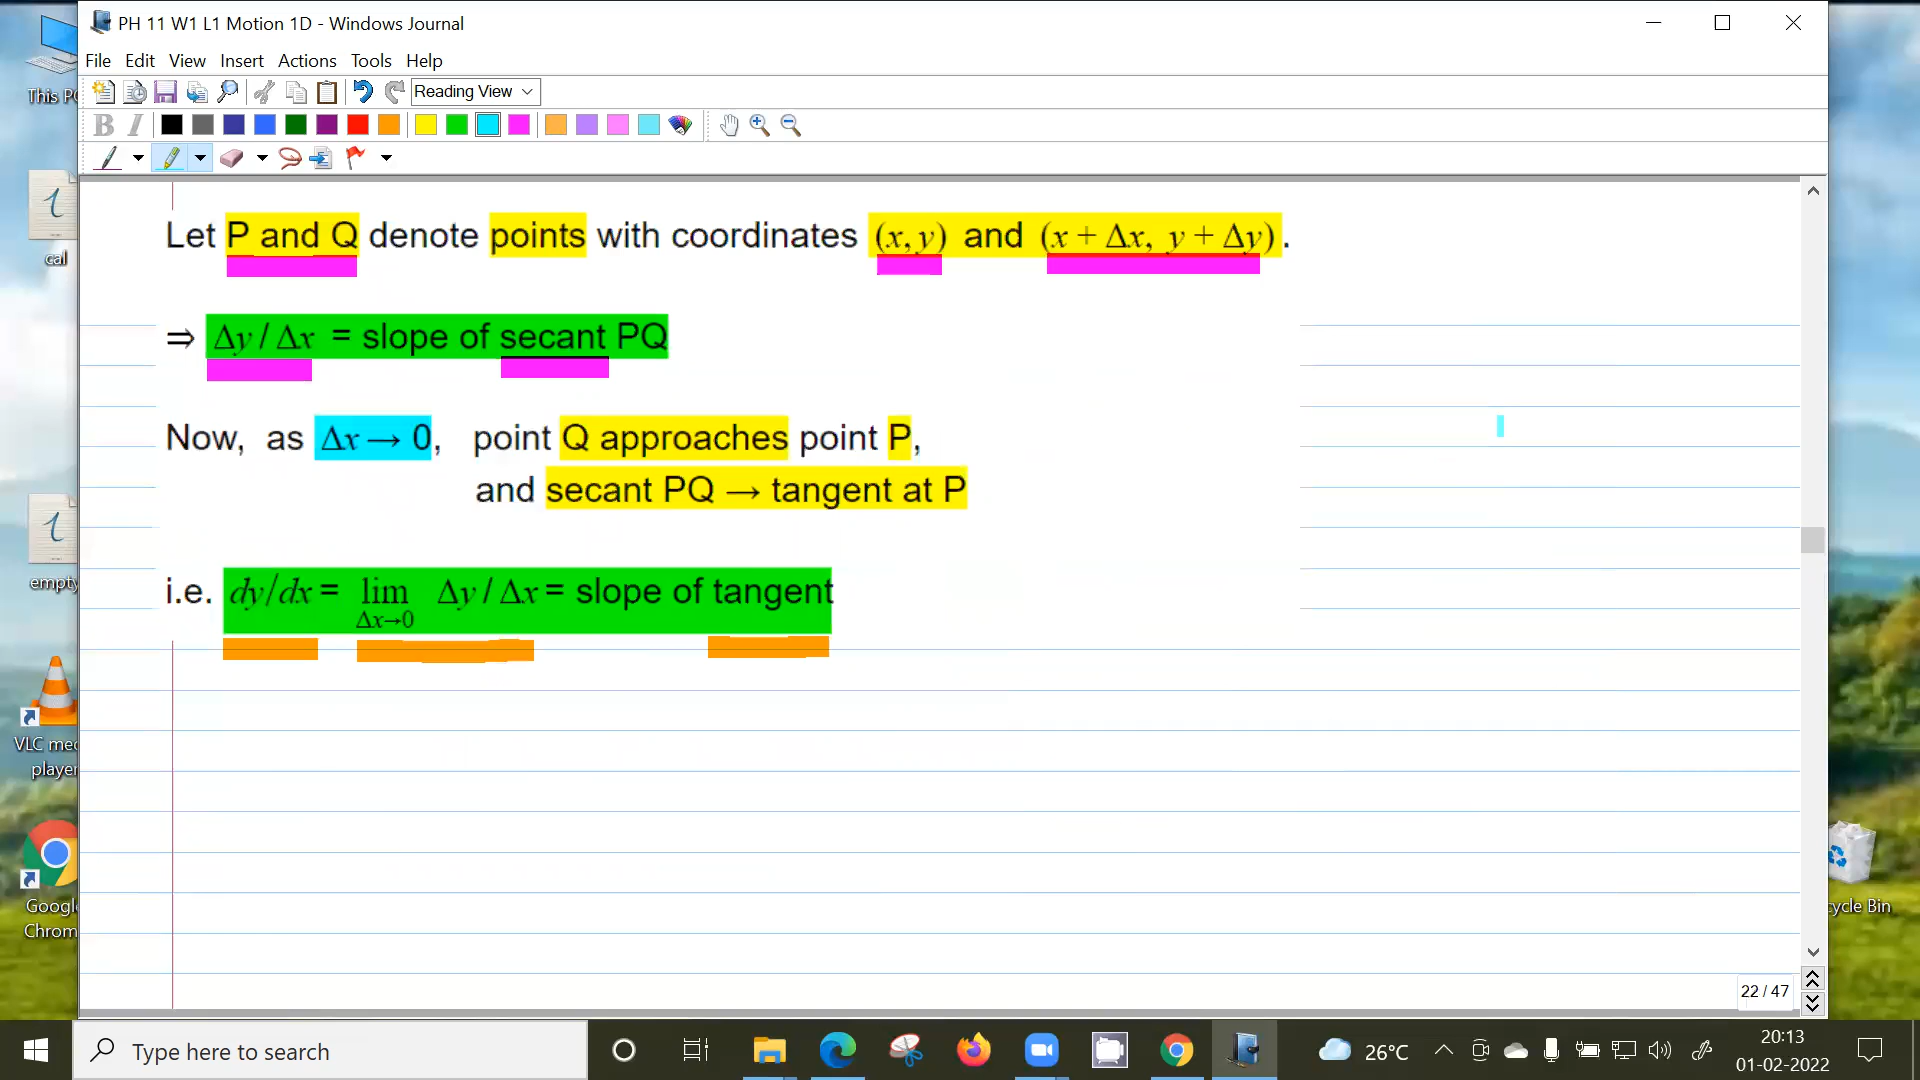 PH 11 W1 L1 Motion 1D - Windows Journal
File Edit View Insert Actions Tools Help
Reading View
B I
This PC
cal
empty
VLC med
player
Google
Chrom
Let P and Q denote points with coordinates (x, y) and (x + Δx, y + Δy).
⇒ Δy / Δx = slope of secant PQ
Now, as Δx → 0, point Q approaches point P,
and secant PQ → tangent at P
i.e. dy/dx = lim Δy / Δx = slope of tangent
Δx→0
cycle Bin
22 / 47
Type here to search
26°C
20:13
01-02-2022